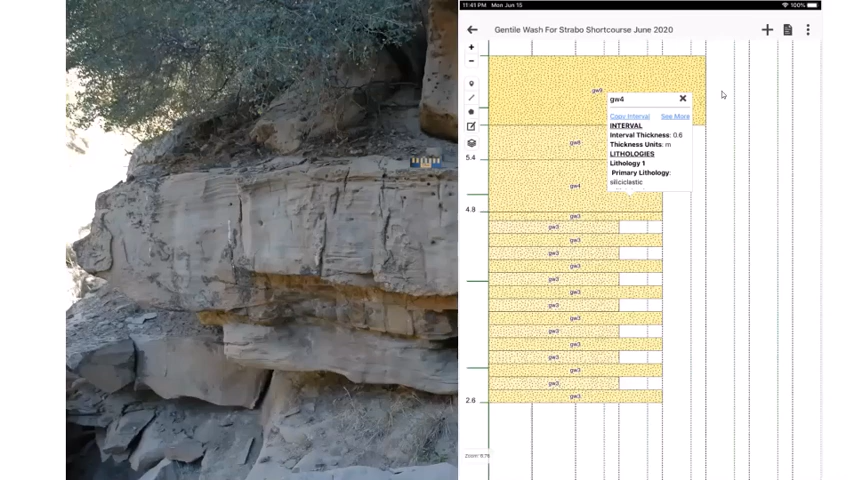 11:41 PM Mon Jun 15
100%
Gentile Wash For Strabo Shortcourse June 2020
gw9
gw4
Copy Interval See More
INTERVAL
Interval Thickness: 0.6
Thickness Units: m
LITHOLOGIES
Lithology 1
Primary Lithology:
siliciclastic
5.4
gw4
4.8
gw3
gw3
gw3
gw3
gw3
gw3
gw3
gw3
gw3
gw3
gw3
gw3
gw3
gw3
2.6
gw3